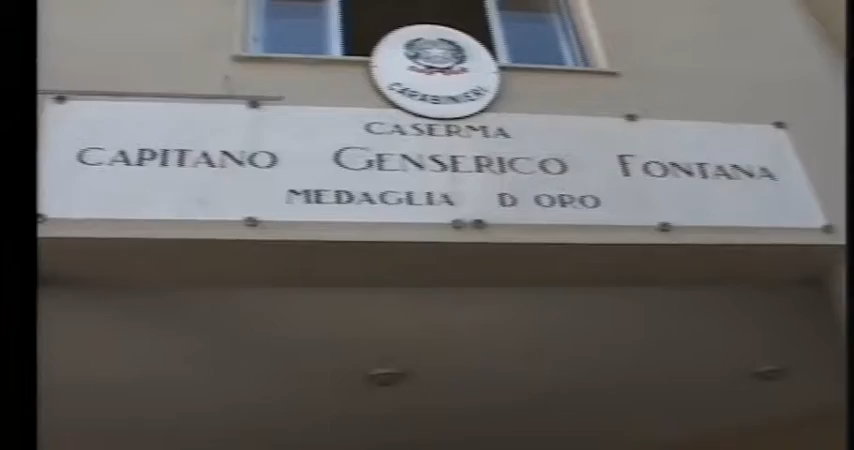 CARABINIERI
CASERMA
CAPITANO GENSERICO FONTANA
MEDAGLIA D ORO